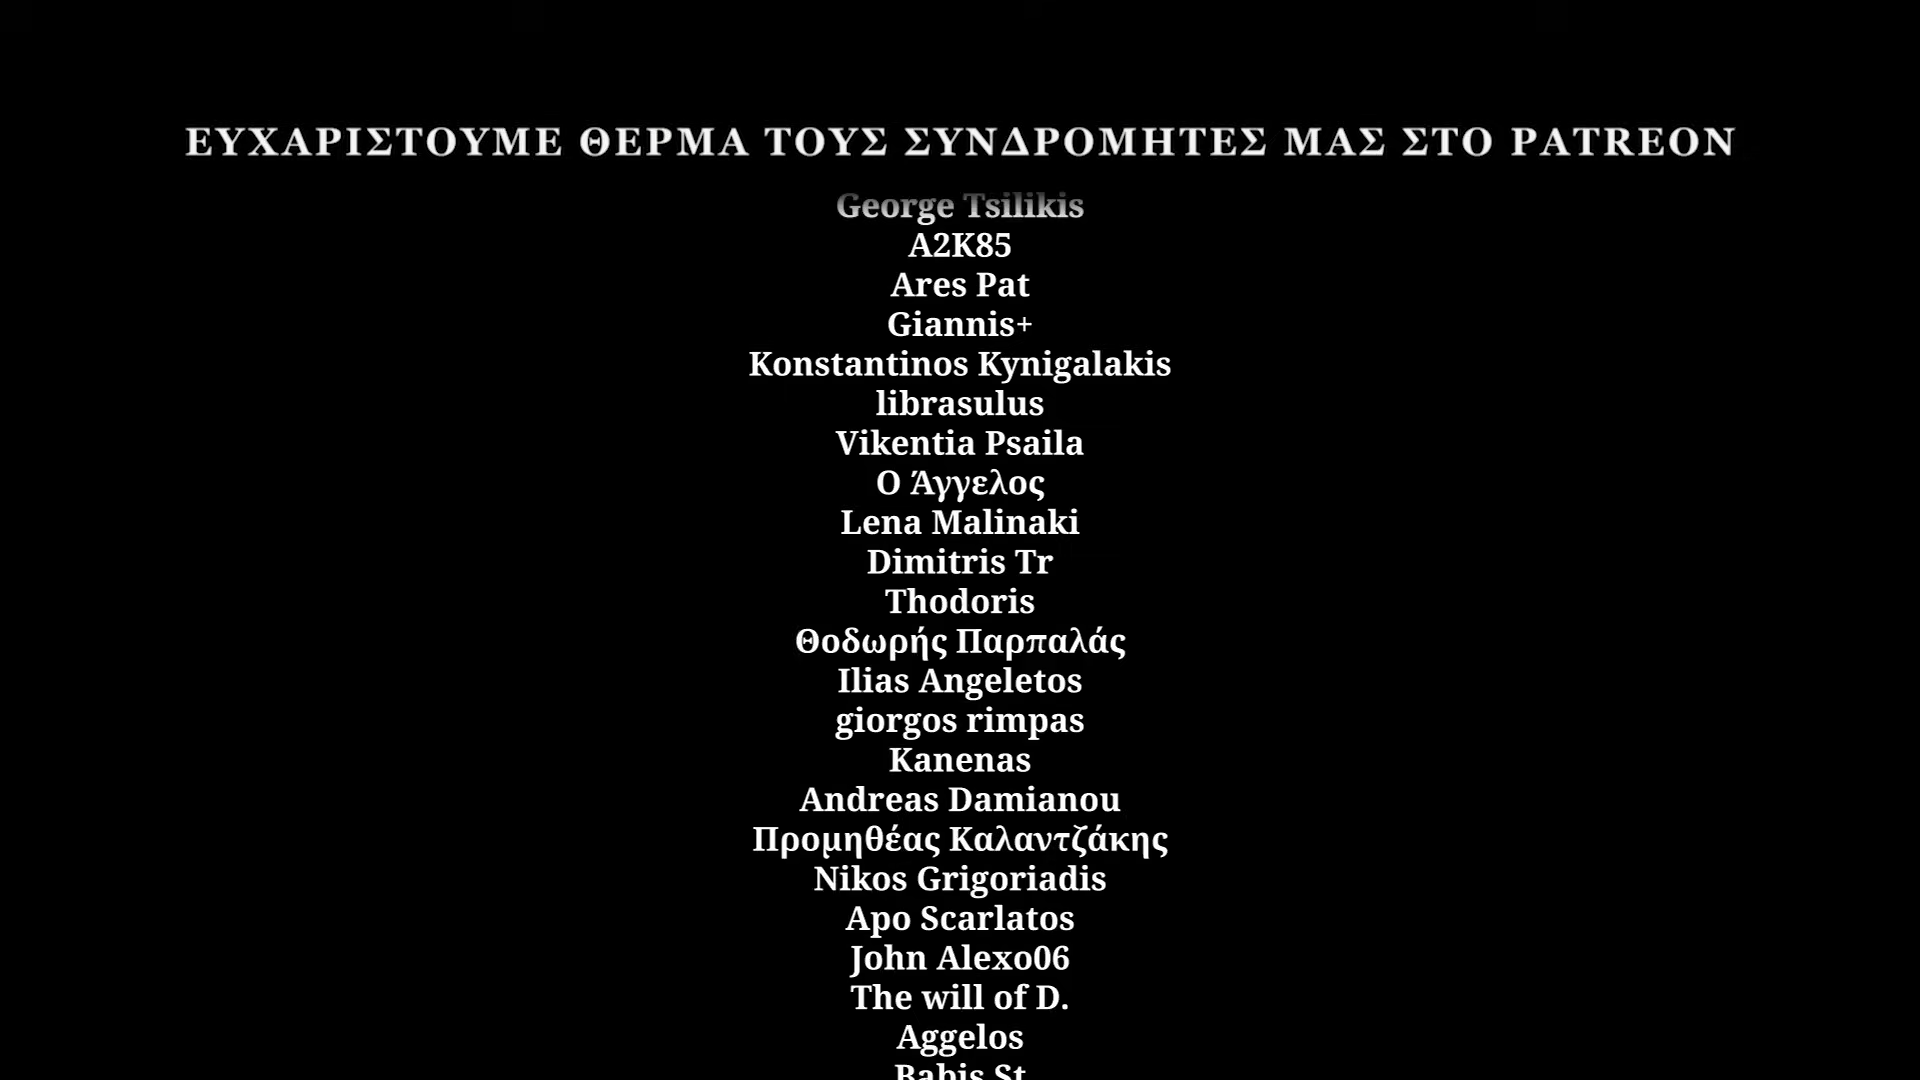 ΕΥΧΑΡΙΣΤΟΥΜΕ ΘΕΡΜΑ ΤΟΥΣ ΣΥΝΔΡΟΜΗΤΕΣ ΜΑΣ ΣΤΟ PATREON
George Tsilikis
A2K85
Ares Pat
Giannis+
Konstantinos Kynigalakis
librasulus
Vikentia Psaila
Ο Άγγελος
Lena Malinaki
Dimitris Tr
Thodoris
Θοδωρής Παρπαλάς
Ilias Angeletos
giorgos rimpas
Kanenas
Andreas Damianou
Προμηθέας Καλαντζάκης
Nikos Grigoriadis
Apo Scarlatos
John Alexo06
The will of D.
Aggelos
Babis St